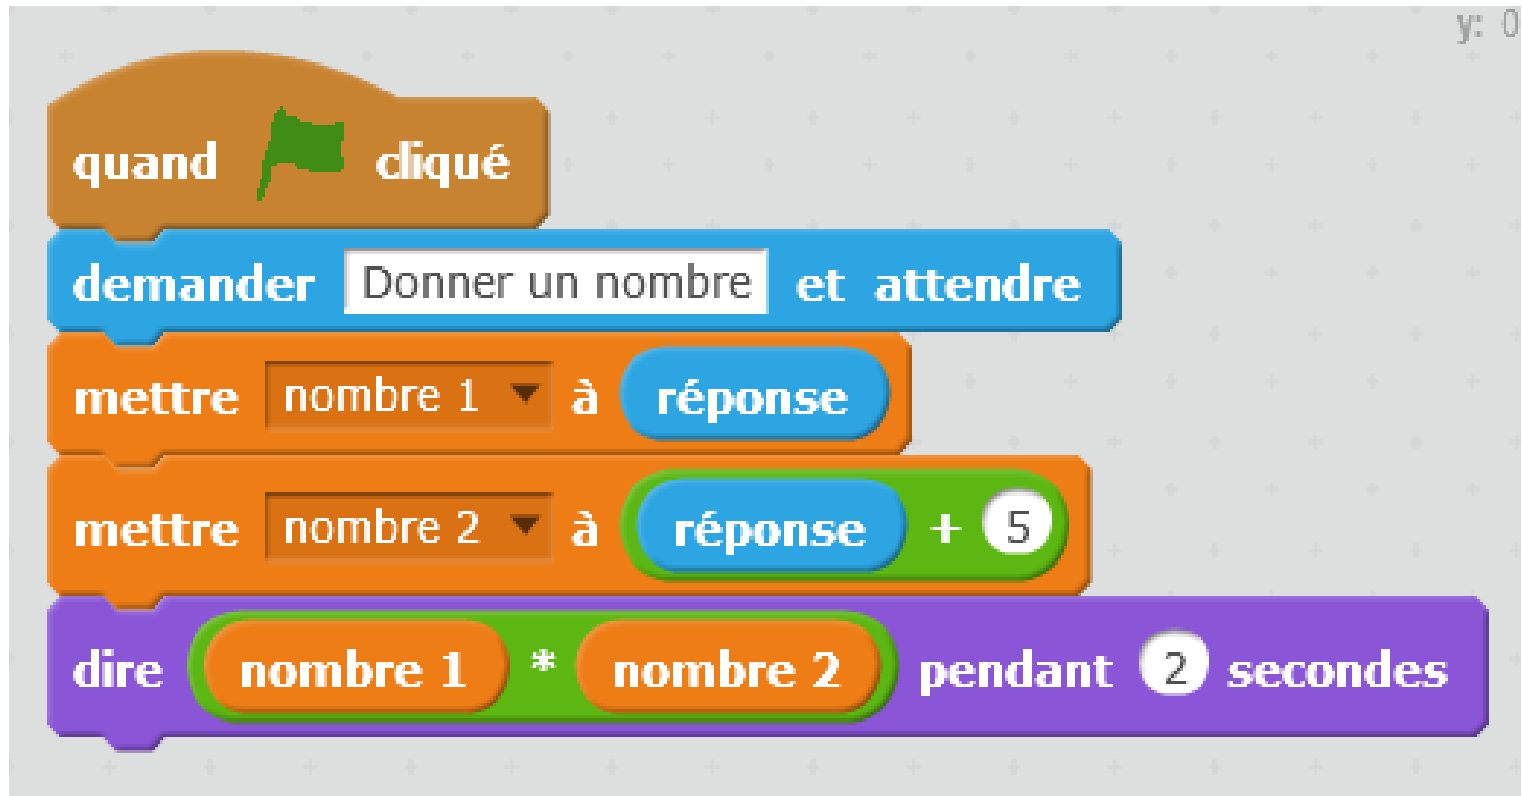 y: 0
quand cliqué
demander Donner un nombre et attendre
mettre nombre 1 à réponse
mettre nombre 2 à réponse + 5
dire nombre 1 * nombre 2 pendant 2 secondes